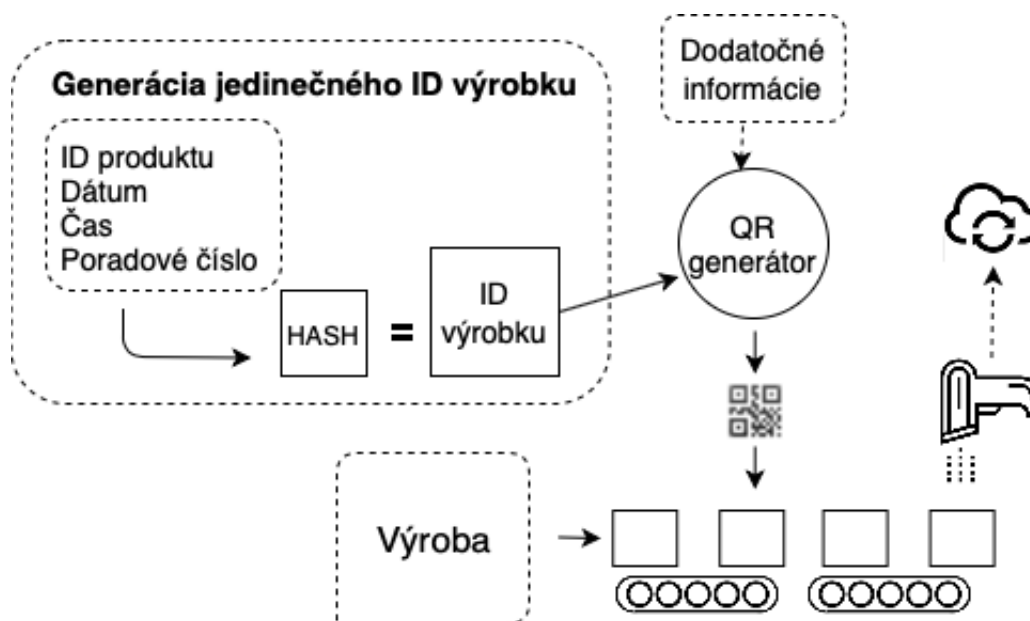 Generácia jedinečného ID výrobku
ID produktu
Dátum
Čas
Poradové číslo
HASH
=
ID
výrobku
Dodatočné
informácie
QR
generátor
Výroba